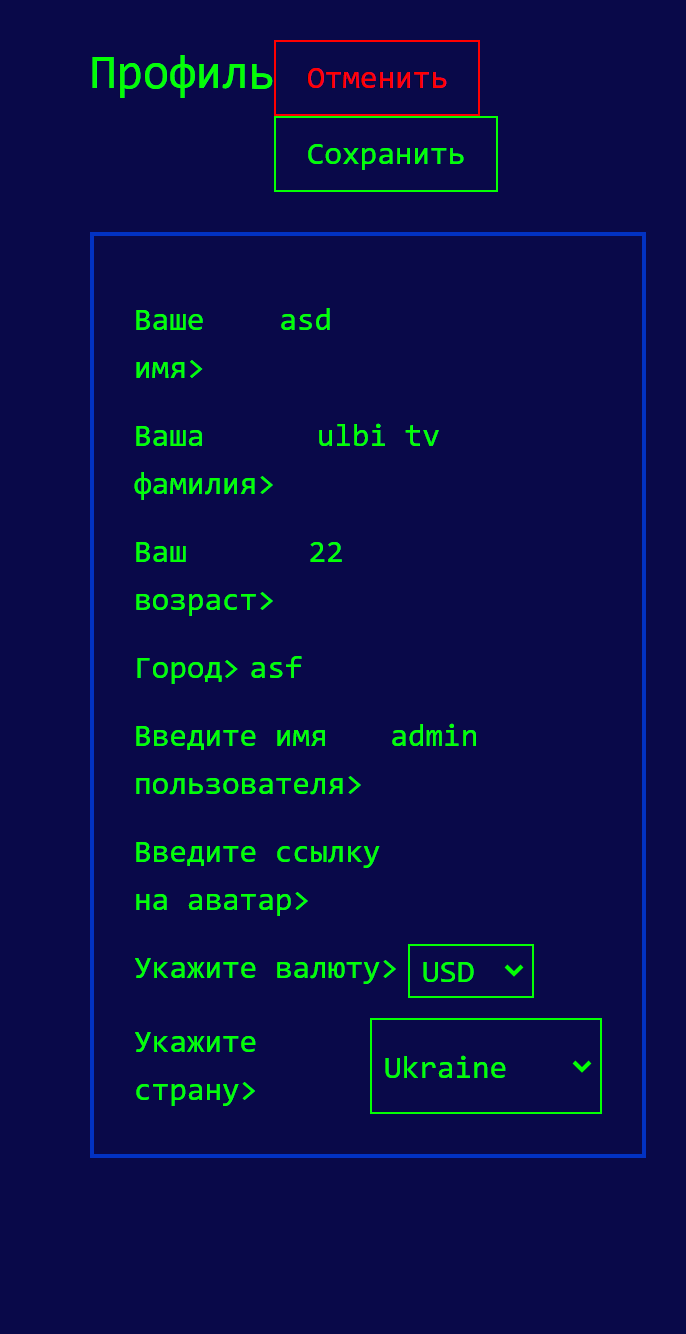 Профиль Отменить
Сохранить
Ваше asd
имя>
Ваша ulbi tv
фамилия>
Ваш 22
возраст>
Город> asf
Введите имя admin
пользователя>
Введите ссылку
на аватар>
Укажите валюту> USD
Укажите
страну> Ukraine